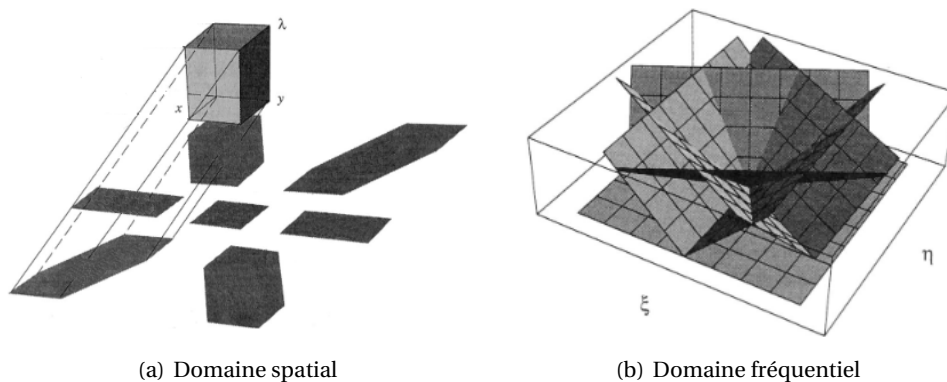 λ
x
y
ξ
η
(a) Domaine spatial
(b) Domaine fréquentiel